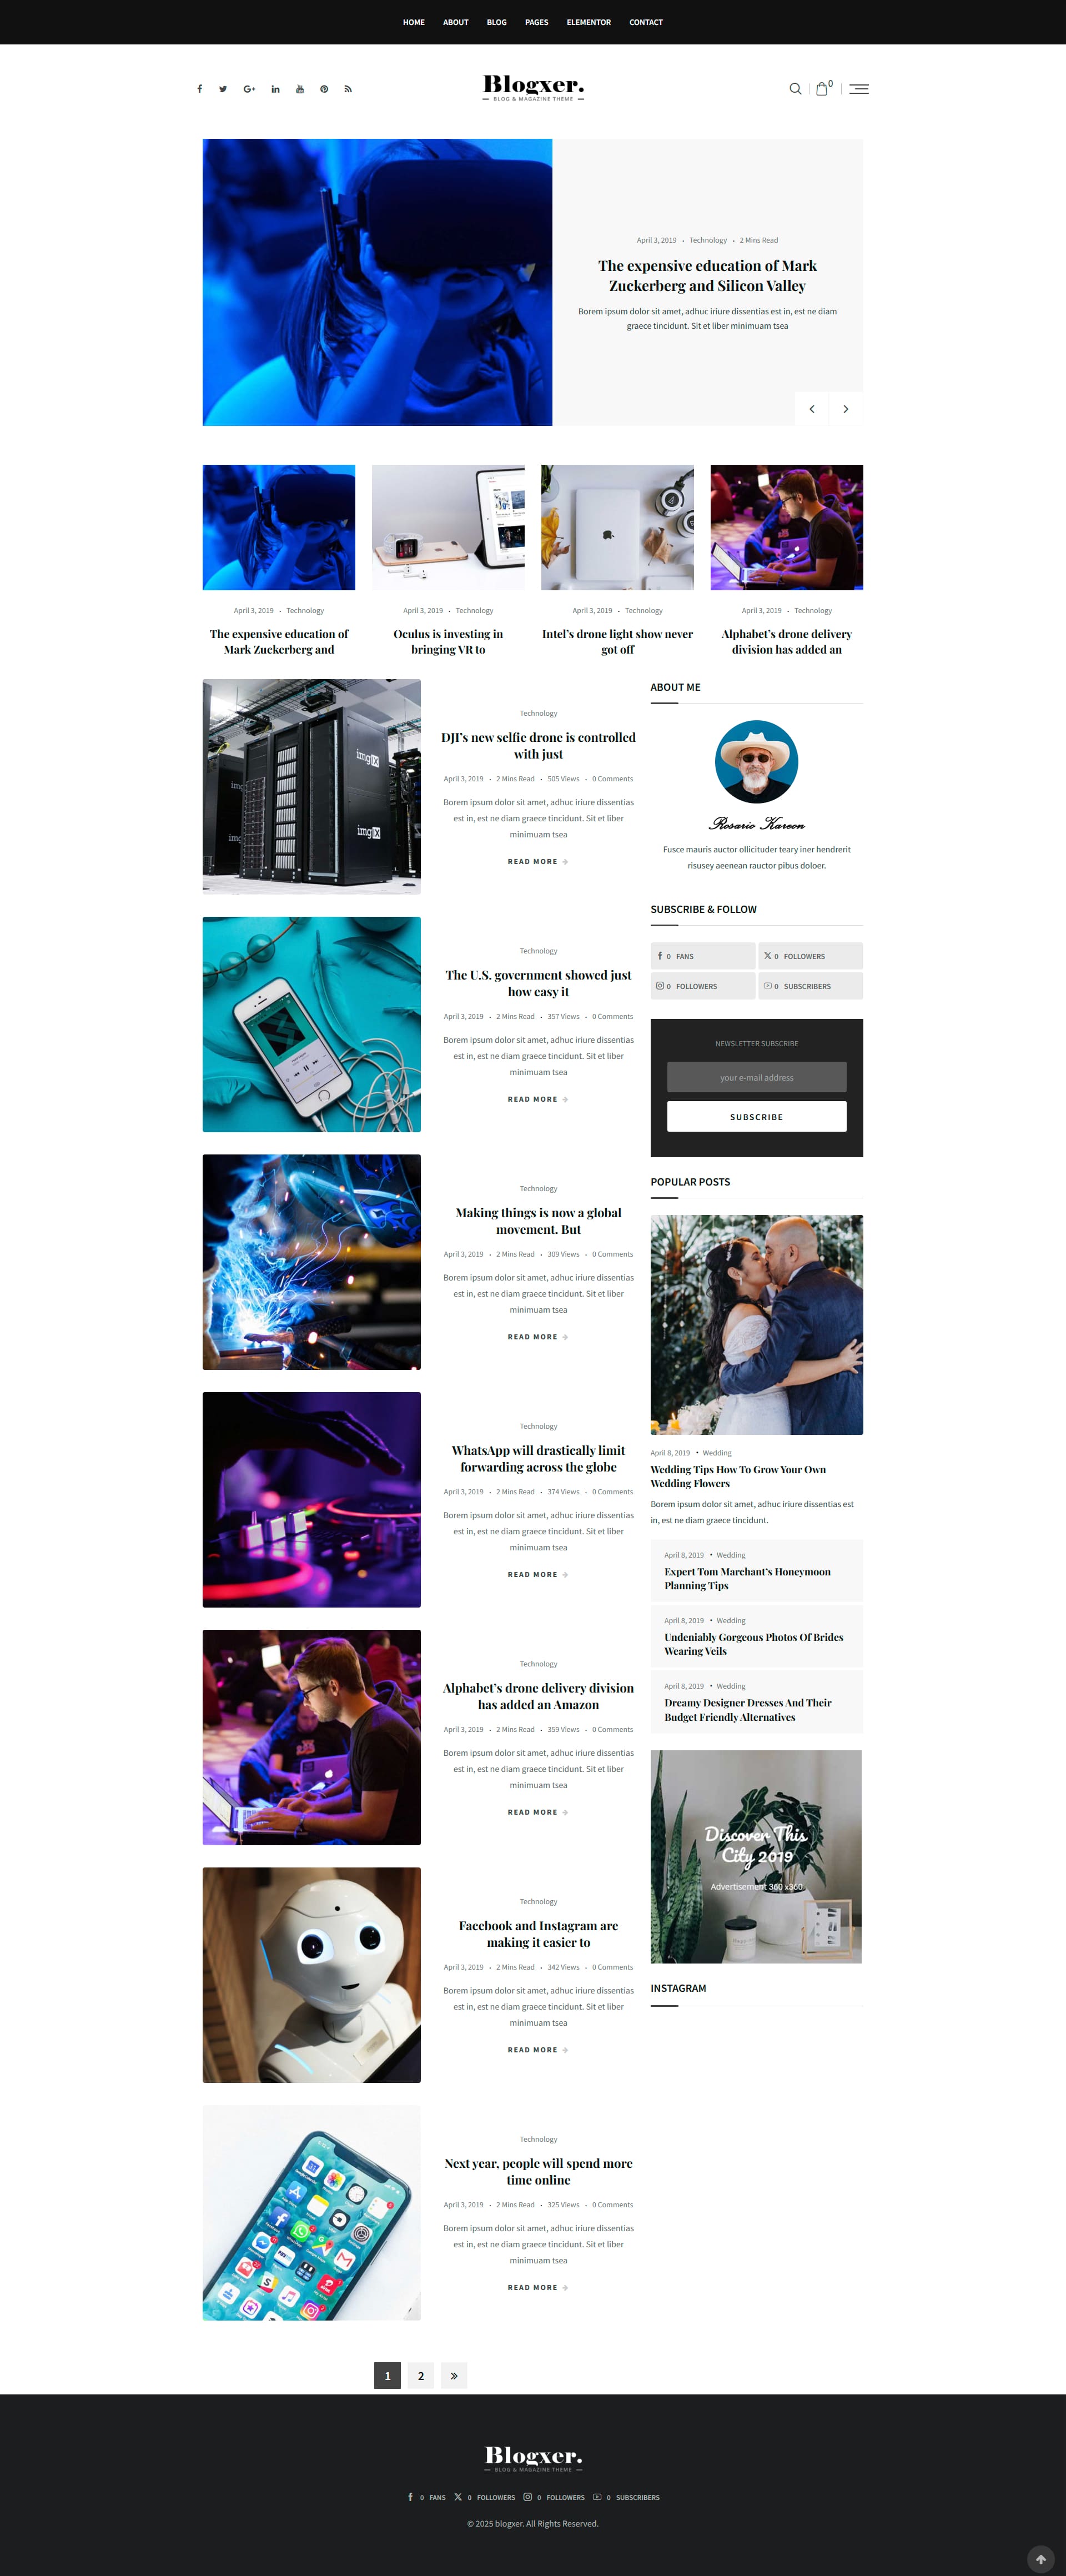 HOME ABOUT BLOG PAGES ELEMENTOR CONTACT
Blogxer.
BLOG & MAGAZINE THEME
0
April 3, 2019 • Technology • 2 Mins Read
The expensive education of Mark
Zuckerberg and Silicon Valley
Borem ipsum dolor sit amet, adhuc iriure dissentias est in, est ne diam
graece tincidunt. Sit et liber minimuam tsea
April 3, 2019 • Technology
The expensive education of
Mark Zuckerberg and
April 3, 2019 • Technology
Oculus is investing in
bringing VR to
April 3, 2019 • Technology
Intel's drone light show never
got off
April 3, 2019 • Technology
Alphabet's drone delivery
division has added an
imgIX
imgIX
Technology
DJI's new selfie drone is controlled
with just
April 3, 2019 • 2 Mins Read • 505 Views • 0 Comments
Borem ipsum dolor sit amet, adhuc iriure dissentias
est in, est ne diam graece tincidunt. Sit et liber
minimuam tsea
READ MORE
Technology
The U.S. government showed just
how easy it
April 3, 2019 • 2 Mins Read • 357 Views • 0 Comments
Borem ipsum dolor sit amet, adhuc iriure dissentias
est in, est ne diam graece tincidunt. Sit et liber
minimuam tsea
READ MORE
Technology
Making things is now a global
movement. But
April 3, 2019 • 2 Mins Read • 309 Views • 0 Comments
Borem ipsum dolor sit amet, adhuc iriure dissentias
est in, est ne diam graece tincidunt. Sit et liber
minimuam tsea
READ MORE
Technology
WhatsApp will drastically limit
forwarding across the globe
April 3, 2019 • 2 Mins Read • 374 Views • 0 Comments
Borem ipsum dolor sit amet, adhuc iriure dissentias
est in, est ne diam graece tincidunt. Sit et liber
minimuam tsea
READ MORE
Technology
Alphabet's drone delivery division
has added an Amazon
April 3, 2019 • 2 Mins Read • 359 Views • 0 Comments
Borem ipsum dolor sit amet, adhuc iriure dissentias
est in, est ne diam graece tincidunt. Sit et liber
minimuam tsea
READ MORE
Technology
Facebook and Instagram are
making it easier to
April 3, 2019 • 2 Mins Read • 342 Views • 0 Comments
Borem ipsum dolor sit amet, adhuc iriure dissentias
est in, est ne diam graece tincidunt. Sit et liber
minimuam tsea
READ MORE
Technology
Next year, people will spend more
time online
April 3, 2019 • 2 Mins Read • 325 Views • 0 Comments
Borem ipsum dolor sit amet, adhuc iriure dissentias
est in, est ne diam graece tincidunt. Sit et liber
minimuam tsea
READ MORE
1 2 »
ABOUT ME
Rosario Kareon
Fusce mauris auctor ollicituder teary iner hendrerit
risusey aeenean rauctor pibus doloer.
SUBSCRIBE & FOLLOW
0 FANS
0 FOLLOWERS
0 FOLLOWERS
0 SUBSCRIBERS
NEWSLETTER SUBSCRIBE
your e-mail address
SUBSCRIBE
POPULAR POSTS
April 8, 2019 • Wedding
Wedding Tips How To Grow Your Own
Wedding Flowers
Borem ipsum dolor sit amet, adhuc iriure dissentias est
in, est ne diam graece tincidunt.
April 8, 2019 • Wedding
Expert Tom Marchant's Honeymoon
Planning Tips
April 8, 2019 • Wedding
Undeniably Gorgeous Photos Of Brides
Wearing Veils
April 8, 2019 • Wedding
Dreamy Designer Dresses And Their
Budget Friendly Alternatives
Discover This
City 2019
Advertisement 360 x360
INSTAGRAM
Blogxer.
BLOG & MAGAZINE THEME
0 FANS 0 FOLLOWERS 0 FOLLOWERS 0 SUBSCRIBERS
© 2025 blogxer. All Rights Reserved.